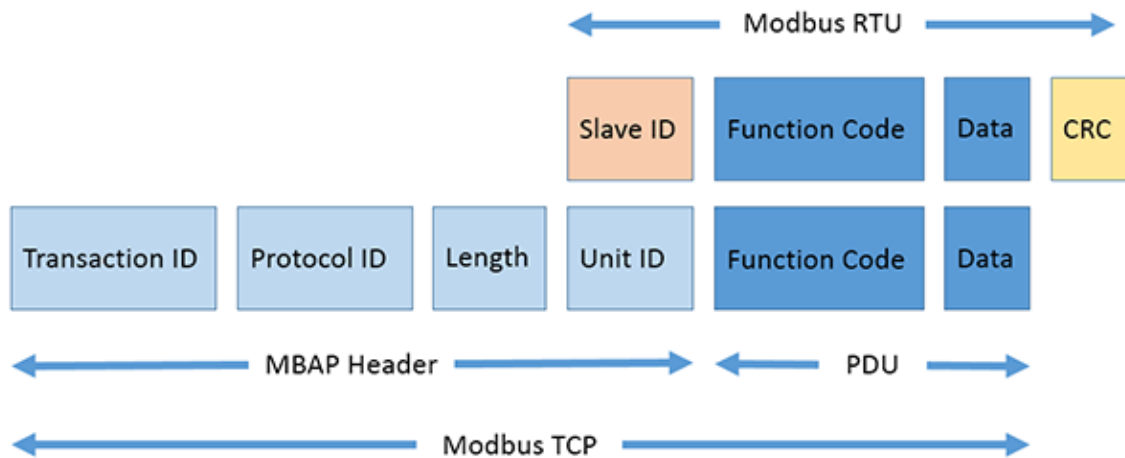 Modbus RTU
Slave ID Function Code Data CRC
Transaction ID Protocol ID Length Unit ID Function Code Data
MBAP Header PDU
Modbus TCP